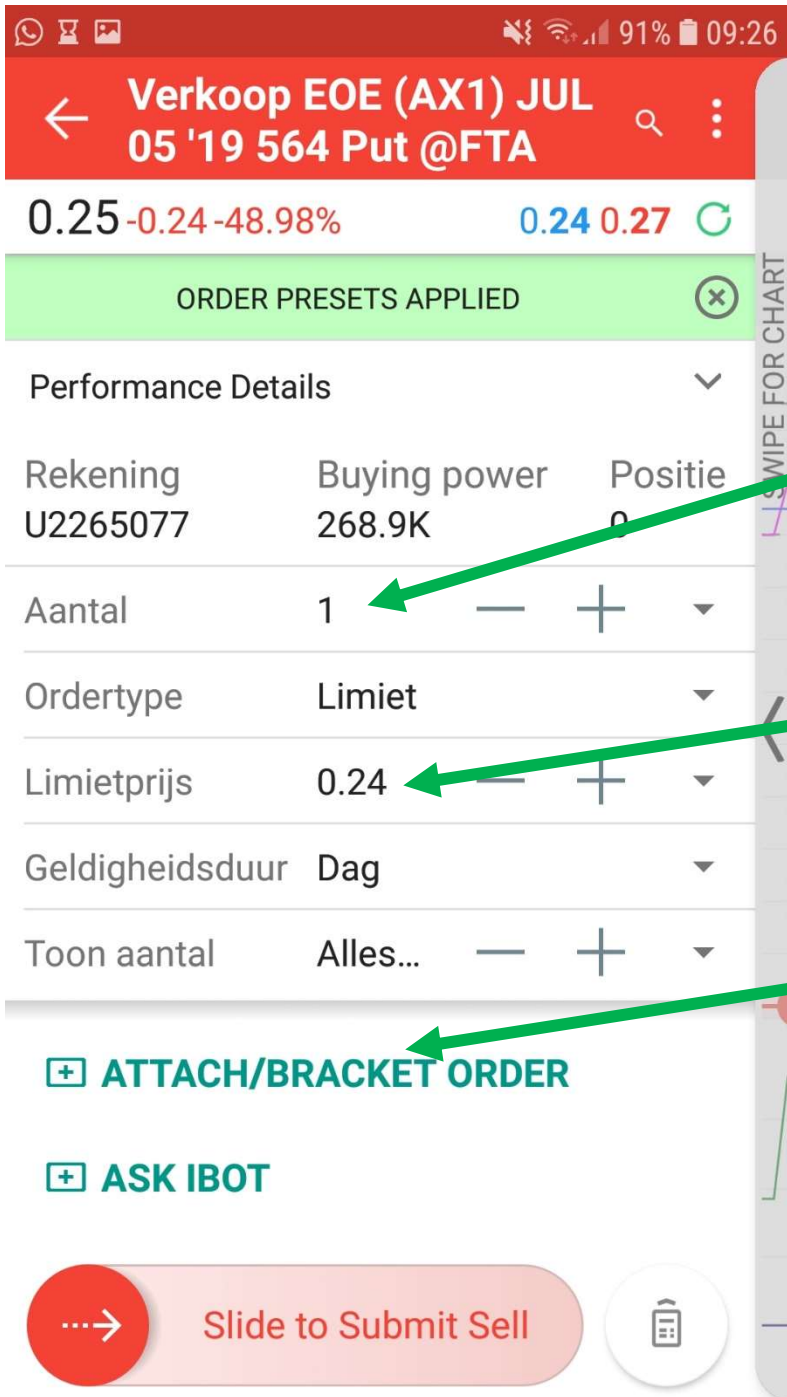 91% 09:26
Verkoop EOE (AX1) JUL
05 '19 564 Put @FTA
0.25 -0.24 -48.98% 0.24 0.27
ORDER PRESETS APPLIED
SWIPE FOR CHART
Performance Details
Rekening Buying power Positie
U2265077 268.9K 0
Aantal 1
Ordertype Limiet
Limietprijs 0.24
Geldigheidsduur Dag
Toon aantal Alles...
ATTACH/BRACKET ORDER
ASK IBOT
Slide to Submit Sell